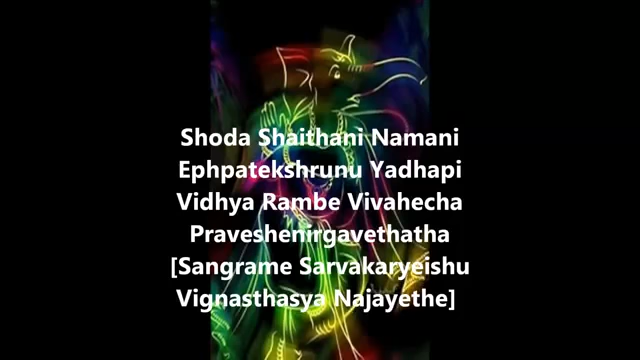 Shoda Shaithani Namani
Ephpatekshrunu Yadhapi
Vidhya Rambe Vivahecha
Praveshenirgavethatha
[Sangrame Sarvakaryeishu
Vignasthasya Najayethe]